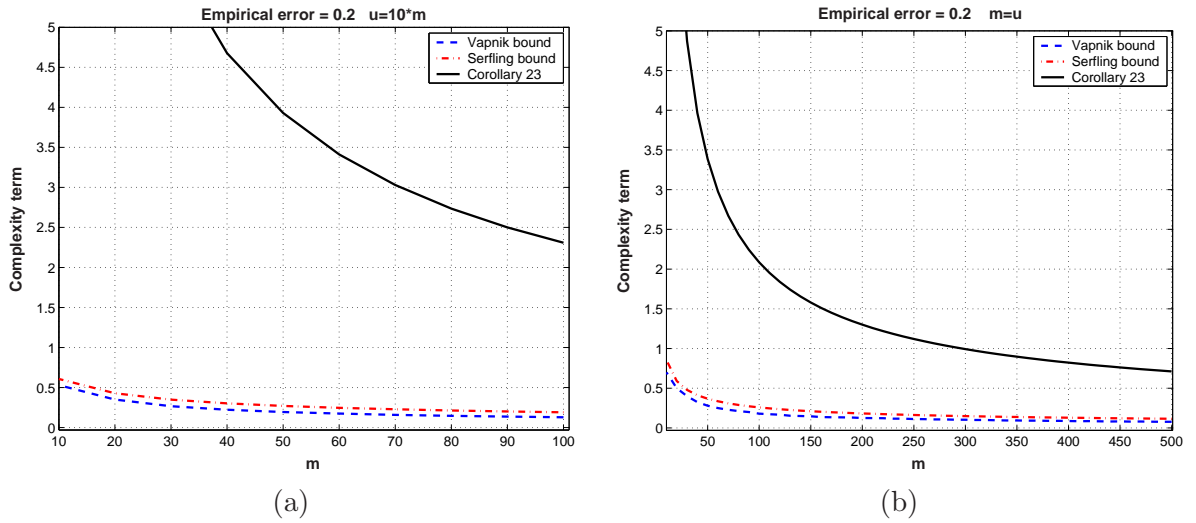 Empirical error = 0.2 u=10*m
5
4.5
4
3.5
3
2.5
2
1.5
1
0.5
0
Complexity term
10 20 30 40 50 60 70 80 90 100
m
Vapnik bound
Serfling bound
Corollary 23
(a)
Empirical error = 0.2 m=u
5
4.5
4
3.5
3
2.5
2
1.5
1
0.5
0
Complexity term
50 100 150 200 250 300 350 400 450 500
m
Vapnik bound
Serfling bound
Corollary 23
(b)